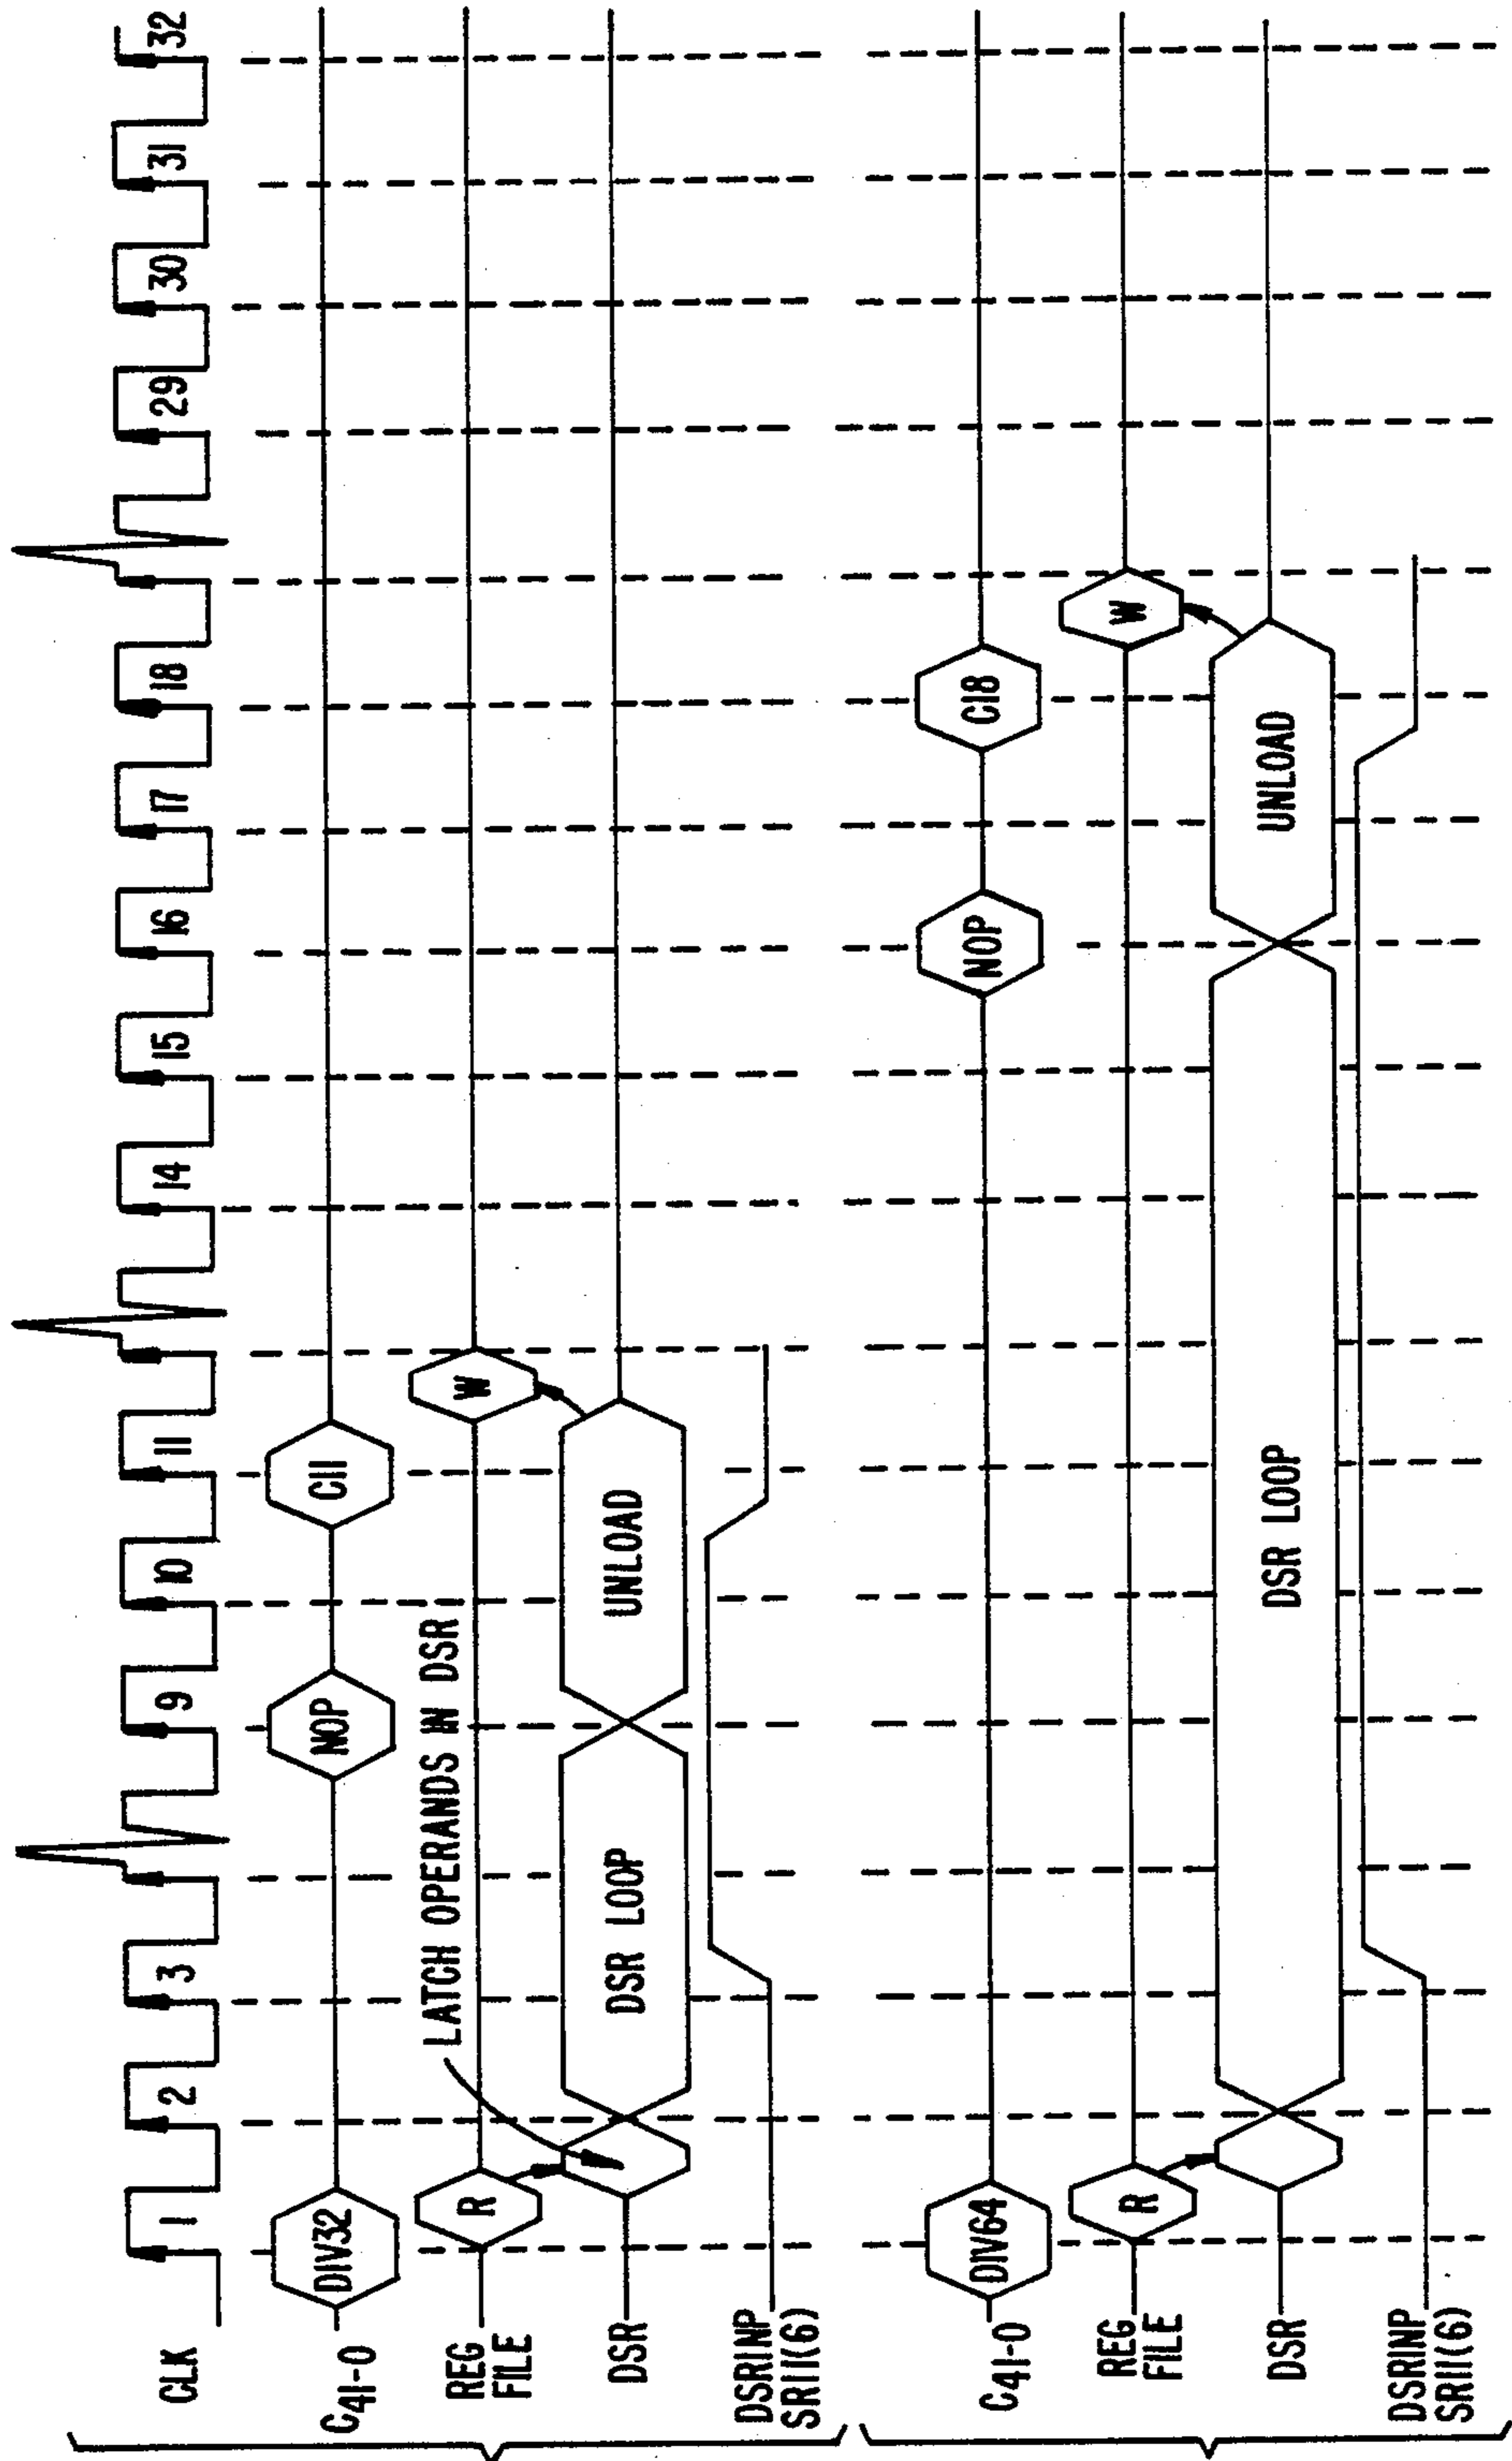 CLK
1 2 3 9 10 11 14 15 16 17 18 29 30 31 32
C41-0
DIV32 NOP C11
REG
FILE
R W
LATCH OPERANDS IN DSR
DSR
DSR LOOP UNLOAD
DSRINP
SR11(6)
C41-0
DIV64 NOP C18
REG
FILE
R W
DSR
DSR LOOP UNLOAD
DSRINP
SR11(6)